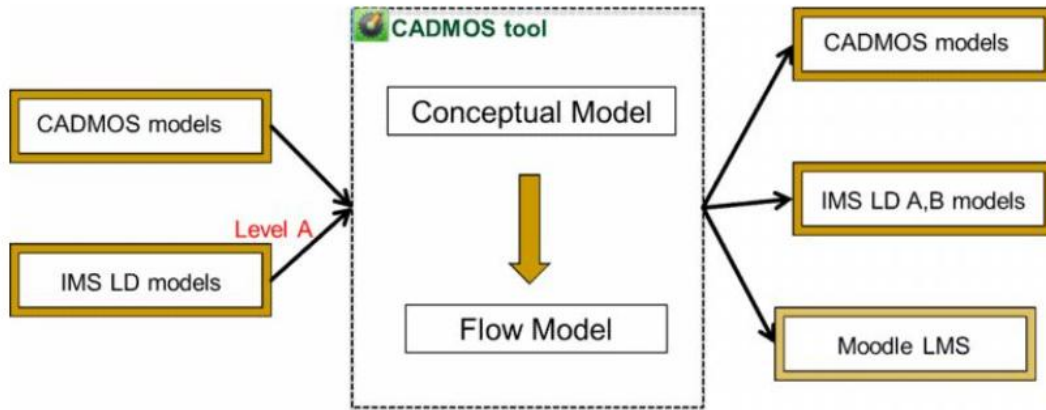 CADMOS tool
CADMOS models
Level A
IMS LD models
Conceptual Model
Flow Model
CADMOS models
IMS LD A,B models
Moodle LMS